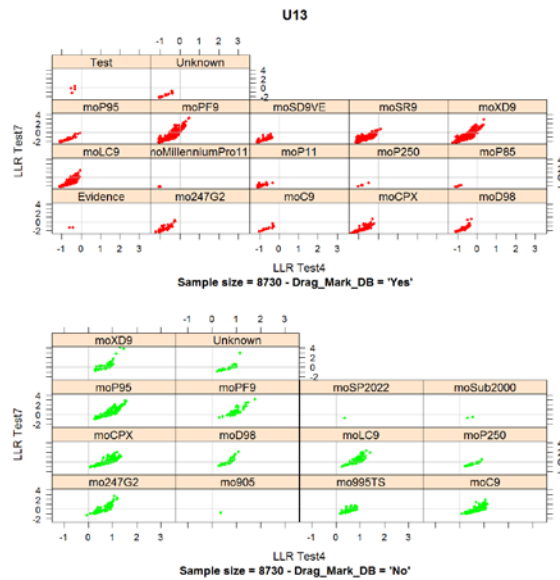 U13
-1 0 1 2 3
Test Unknown
4
2
0
-2
moP95 moPF9 moSD9VE moSR9 moXD9
4
2
0
-2
4
2
0
-2
moLC9 noMillenniumPro11 moP11 moP250 moP85
Evidence mo247G2 moC9 moCPX moD98
4
2
0
-2
LLR Test7
-1 0 1 2 3 -1 0 1 2 3 -1 0 1 2 3
LLR Test4
Sample size = 8730 - Drag_Mark_DB = 'Yes'
-1 0 1 2 3
moXD9 Unknown
4
2
0
-2
moP95 moPF9 moSP2022 moSub2000
4
2
0
-2
moCPX moD98 moLC9 moP250
mo247G2 mo905 mo995TS moC9
4
2
0
-2
LLR Test7
-1 0 1 2 3 -1 0 1 2 3
LLR Test4
Sample size = 8730 - Drag_Mark_DB = 'No'